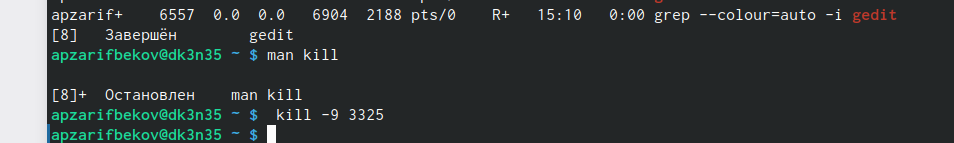 apzarif+    6557  0.0  0.0   6904  2188 pts/0    R+   15:10   0:00 grep --colour=auto -i gedit
[8]   Завершён        gedit
apzarifbekov@dk3n35 ~ $ man kill
[8]+  Остановлен    man kill
apzarifbekov@dk3n35 ~ $  kill -9 3325
apzarifbekov@dk3n35 ~ $